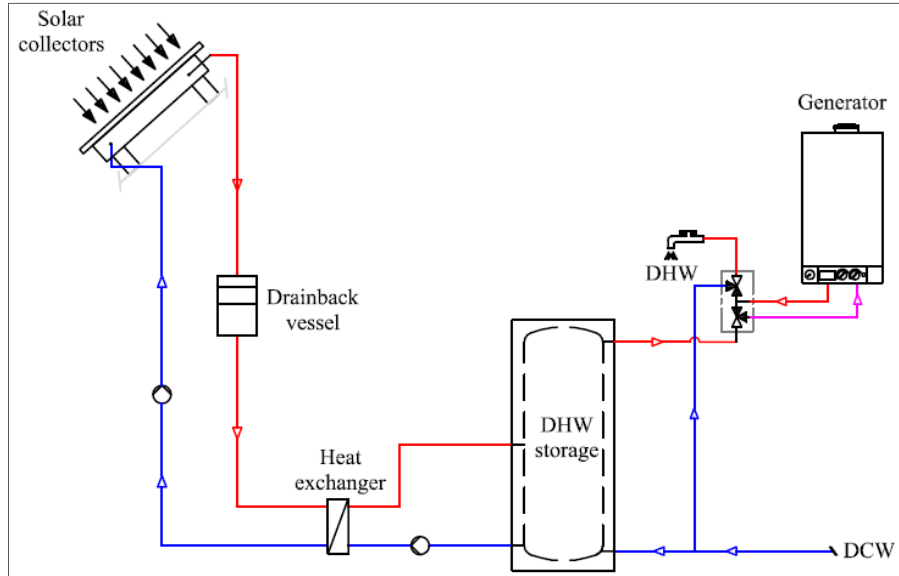 Solar
collectors
Generator
DHW
Drainback
vessel
DHW
storage
Heat
exchanger
DCW